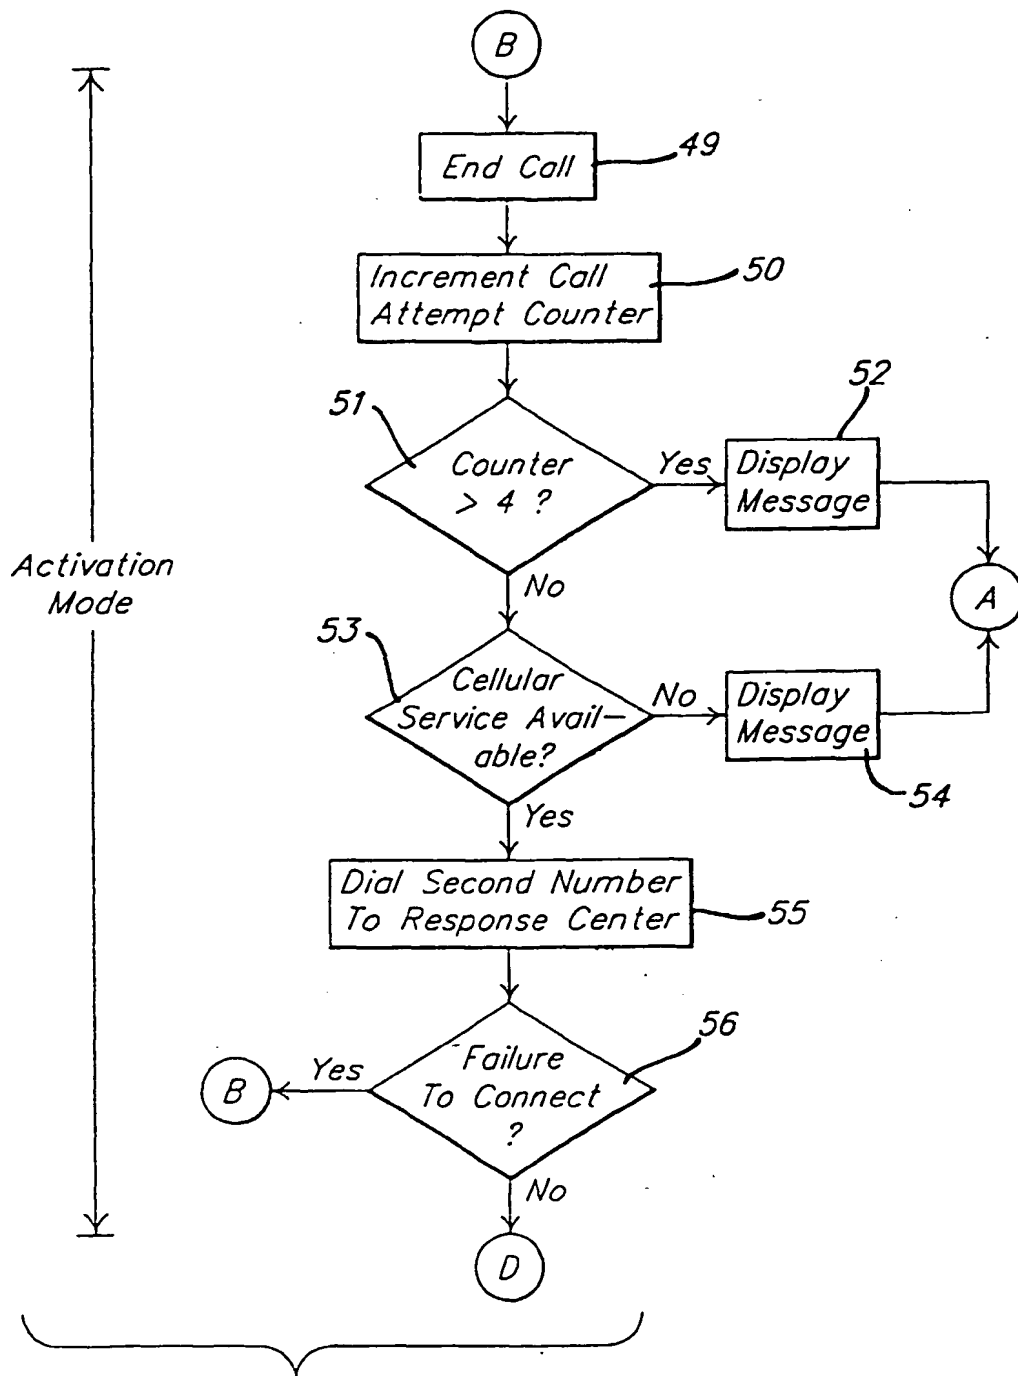 B
End Call
49
Increment Call
Attempt Counter
50
51
Counter
> 4 ?
Yes
52
Display
Message
A
No
Activation
Mode
53
Cellular
Service Avail-
able?
No
Display
Message
54
Yes
Dial Second Number
To Response Center
55
56
Failure
To Connect
?
Yes
B
No
D